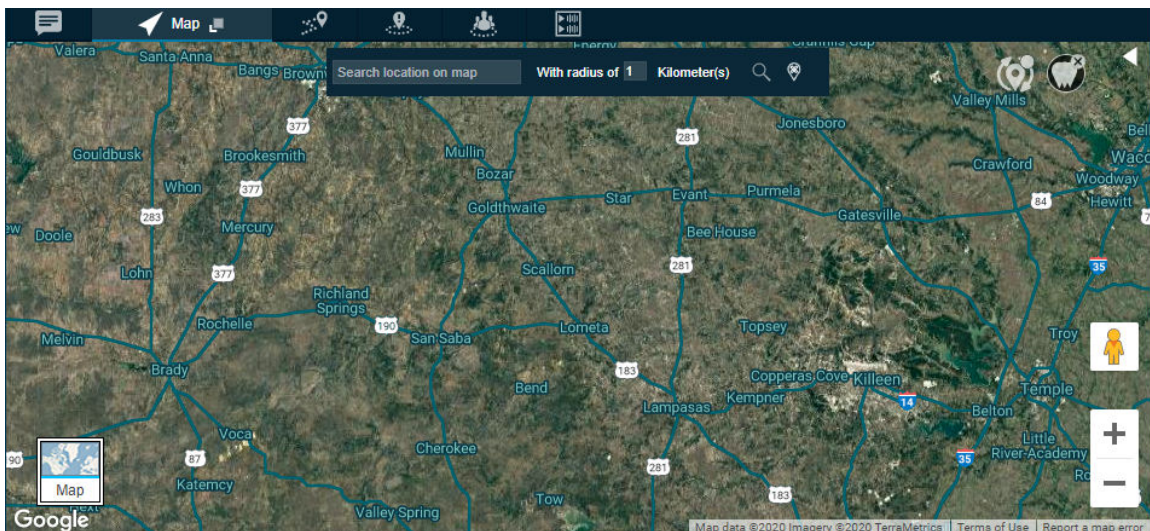 Map
Search location on map
With radius of 1 Kilometer(s)
Valera
Santa Anna
Bangs
Energy
Valley Mills
377
Gouldbusk
Brookesmith
Mullin
281
Jonesboro
Bozar
Crawford
Waco
Woodway
Whon
377
Star
Evant
Purmela
84
Hewitt
Goldthwaite
283
Gatesville
Doole
Mercury
Bee House
Lohn
377
Scallorn
281
35
Richland
Springs
Rochelle
190
San Saba
Lometa
Topsey
Troy
Melvin
Brady
183
Bend
Copperas Cove
Killeen
Temple
Kempner
14
Lampasas
Belton
Voca
Cherokee
Little
River-Academy
90
87
281
35
Katemcy
183
Map
Tow
Valley Spring
Google
Map data ©2020 Imagery ©2020 TerraMetrics
Terms of Use
Report a map error